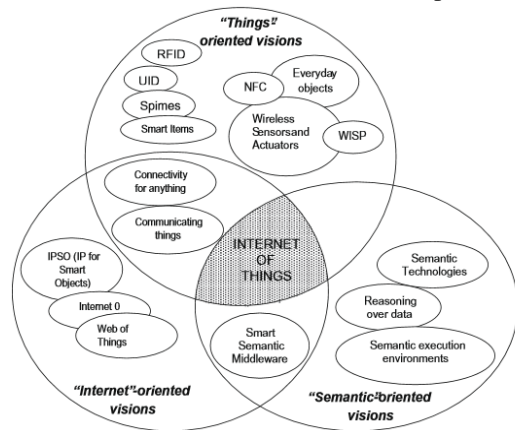 “Things”
oriented visions
RFID
UID
Spimes
Smart Items
NFC
Everyday
objects
Wireless
Sensorsand
Actuators
WISP
Connectivity
for anything
Communicating
things
INTERNET
OF
THINGS
IPSO (IP for
Smart
Objects)
Internet 0
Web of
Things
Smart
Semantic
Middleware
Semantic
Technologies
Reasoning
over data
Semantic execution
environments
“Internet”-oriented
visions
“Semantic”-oriented
visions